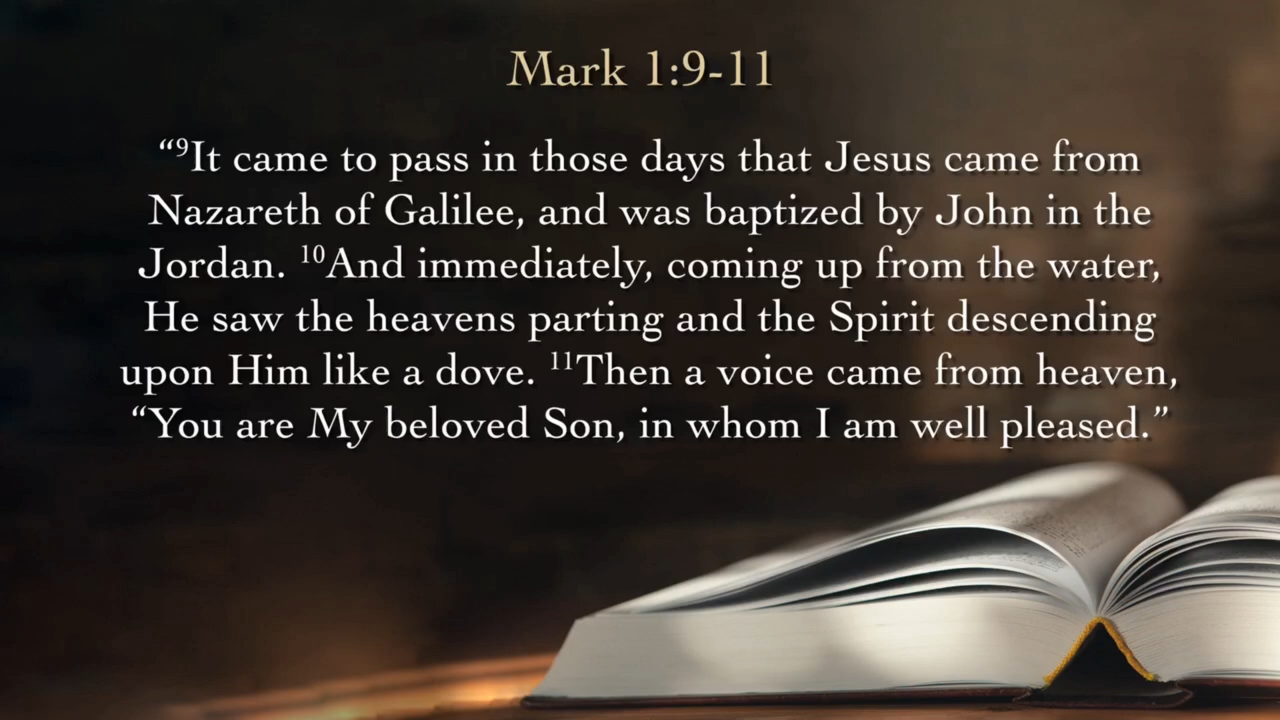 Mark 1:9-11
“⁹It came to pass in those days that Jesus came from
Nazareth of Galilee, and was baptized by John in the
Jordan. ¹⁰And immediately, coming up from the water,
He saw the heavens parting and the Spirit descending
upon Him like a dove. ¹¹Then a voice came from heaven,
“You are My beloved Son, in whom I am well pleased.”